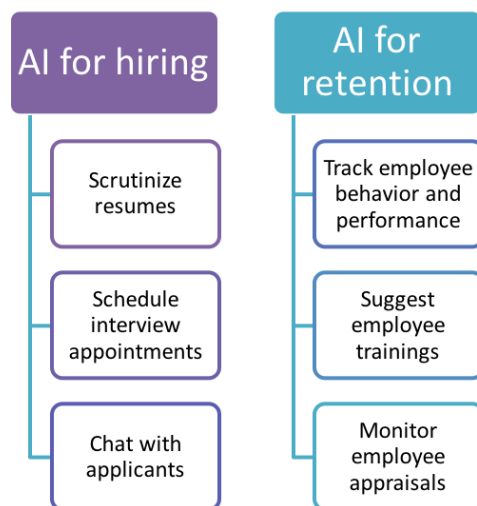 AI for hiring
Scrutinize
resumes
Schedule
interview
appointments
Chat with
applicants
AI for
retention
Track employee
behavior and
performance
Suggest
employee
trainings
Monitor
employee
appraisals